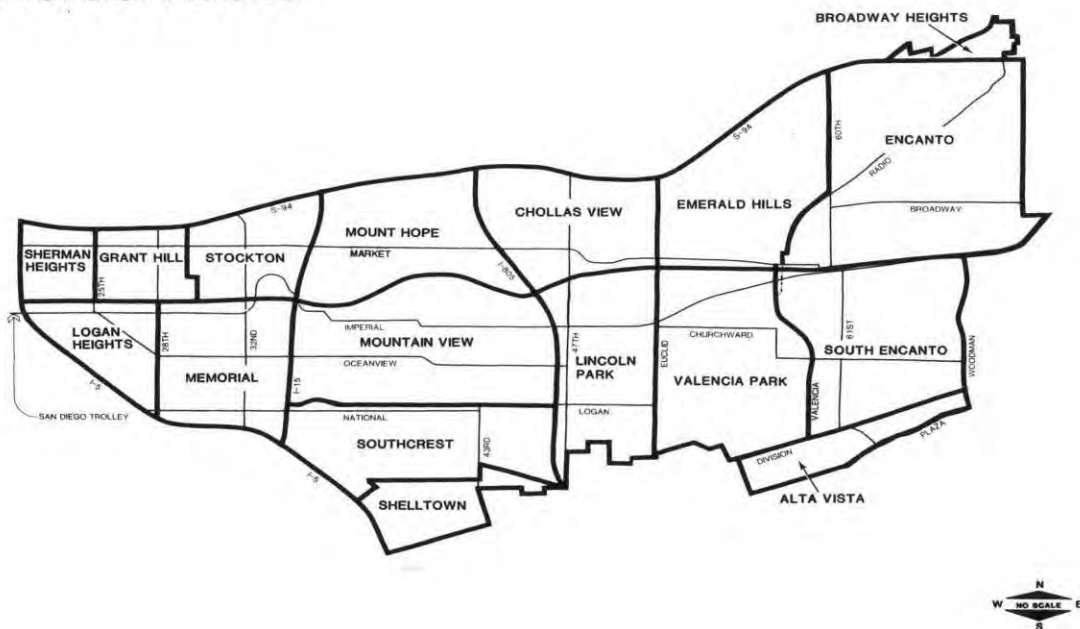 BROADWAY HEIGHTS
S-94
60TH
ENCANTO
RADIO
EMERALD HILLS
BROADWAY
CHOLLAS VIEW
S-94
MOUNT HOPE
MARKET
SHERMAN
HEIGHTS
GRANT HILL
STOCKTON
25TH
I-805
IMPERIAL
LOGAN
HEIGHTS
28TH
32ND
MOUNTAIN VIEW
OCEANVIEW
47TH
LINCOLN
PARK
EUCLID
CHURCHWARD
61ST
SOUTH ENCANTO
WOODMAN
MEMORIAL
I-15
VALENCIA PARK
VALENCIA
I-5
SAN DIEGO TROLLEY
NATIONAL
LOGAN
SOUTHCREST
43RD
PLAZA
DIVISION
I-5
SHELLTOWN
ALTA VISTA
N
W NO SCALE E
S